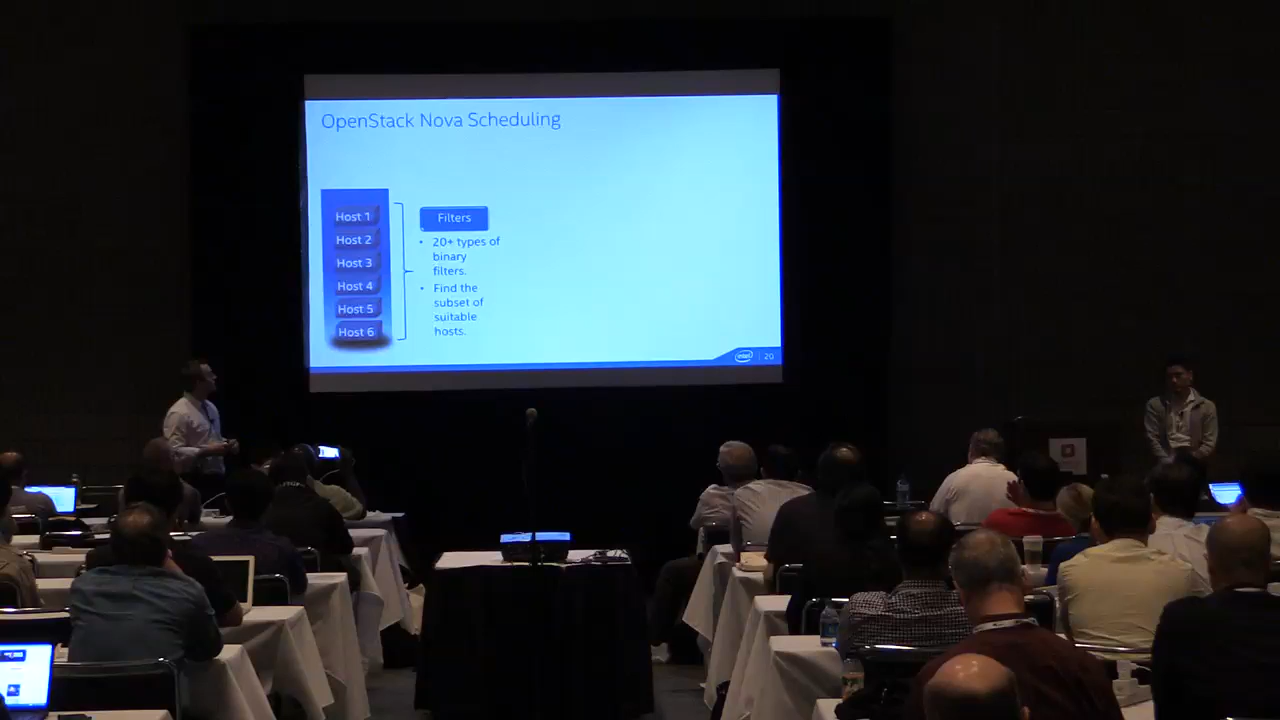 OpenStack Nova Scheduling
Host 1
Host 2
Host 3
Host 4
Host 5
Host 6
Filters
• 20+ types of
binary
filters.
• Find the
subset of
suitable
hosts.
intel
20